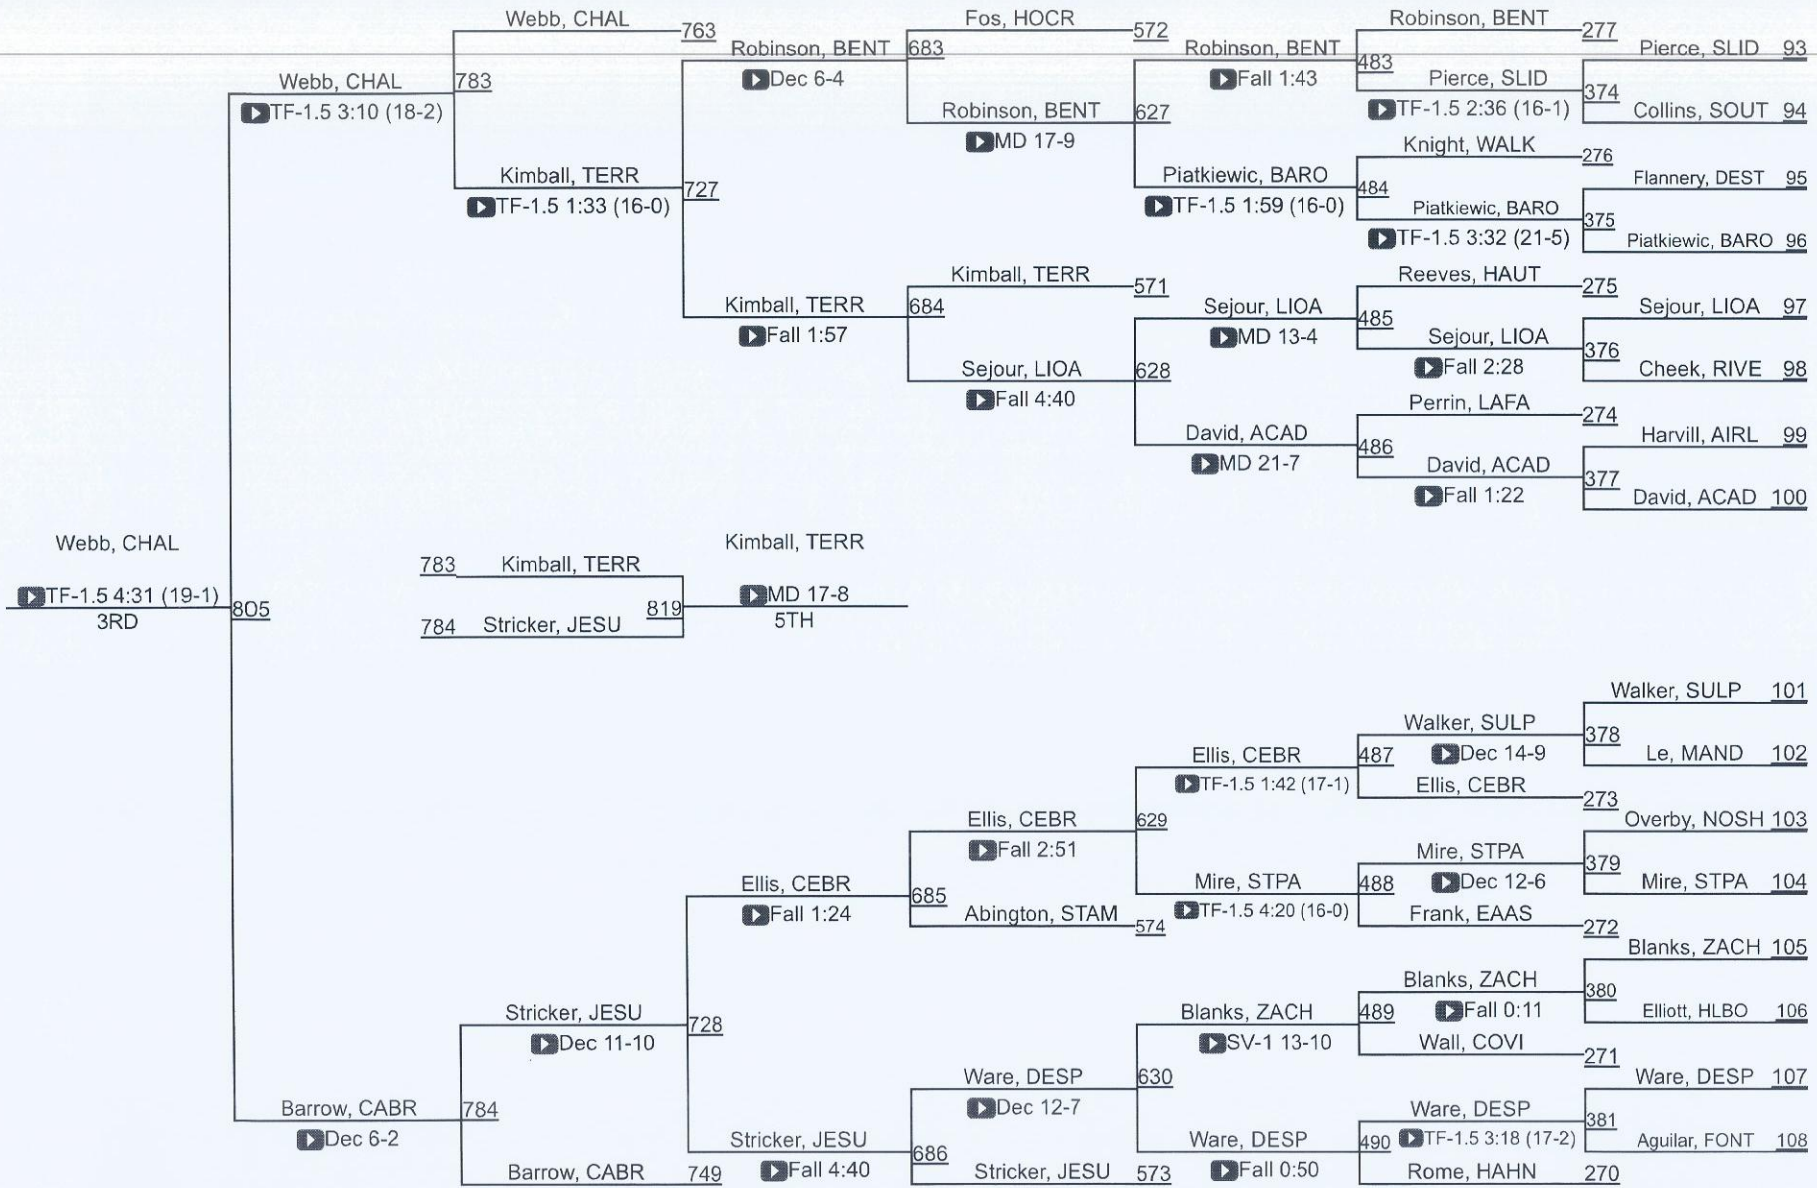 Webb, CHAL
763
Fos, HOCR
572
Robinson, BENT
277
Robinson, BENT
683
Robinson, BENT
Pierce, SLID 93
Dec 6-4
Fall 1:43
483
Webb, CHAL
783
Pierce, SLID
374
TF-1.5 3:10 (18-2)
Robinson, BENT
627
TF-1.5 2:36 (16-1)
Collins, SOUT 94
MD 17-9
Knight, WALK
276
Kimball, TERR
727
Piatkiewic, BARO
484
Flannery, DEST 95
TF-1.5 1:33 (16-0)
TF-1.5 1:59 (16-0)
Piatkiewic, BARO
375
TF-1.5 3:32 (21-5)
Piatkiewic, BARO 96
Kimball, TERR
571
Reeves, HAUT
275
Kimball, TERR
684
Sejour, LIOA
485
Sejour, LIOA 97
Fall 1:57
MD 13-4
Sejour, LIOA
376
Sejour, LIOA
628
Fall 2:28
Cheek, RIVE 98
Fall 4:40
Perrin, LAFA
274
David, ACAD
486
Harvill, AIRL 99
MD 21-7
David, ACAD
377
Fall 1:22
David, ACAD 100
Webb, CHAL
Kimball, TERR
783
Kimball, TERR
TF-1.5 4:31 (19-1)
805
819
MD 17-8
3RD
784
Stricker, JESU
5TH
Walker, SULP 101
Walker, SULP
378
Ellis, CEBR
487
Dec 14-9
Le, MAND 102
TF-1.5 1:42 (17-1)
Ellis, CEBR
273
Ellis, CEBR
629
Overby, NOSH 103
Fall 2:51
Mire, STPA
379
Ellis, CEBR
685
Mire, STPA
488
Dec 12-6
Mire, STPA 104
Fall 1:24
Abington, STAM
574
TF-1.5 4:20 (16-0)
Frank, EAAS
272
Blanks, ZACH 105
Blanks, ZACH
380
Stricker, JESU
728
Blanks, ZACH
489
Fall 0:11
Elliott, HLBO 106
Dec 11-10
SV-1 13-10
Wall, COVI
271
Ware, DESP
630
Ware, DESP 107
Barrow, CABR
784
Dec 12-7
Ware, DESP
381
Dec 6-2
Stricker, JESU
686
Ware, DESP
490
TF-1.5 3:18 (17-2)
Aguilar, FONT 108
Barrow, CABR
749
Fall 4:40
Stricker, JESU
573
Fall 0:50
Rome, HAHN
270